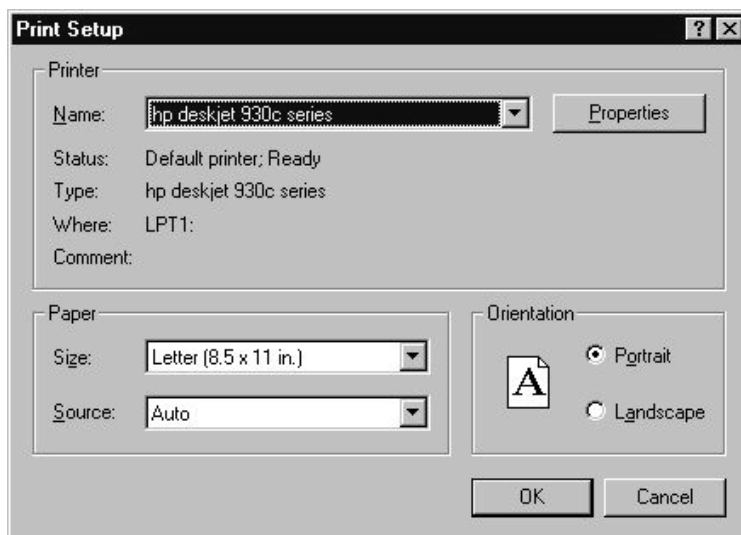 Print Setup
Printer
Name: hp deskjet 930c series Properties
Status: Default printer; Ready
Type: hp deskjet 930c series
Where: LPT1:
Comment:
Paper Orientation
Size: Letter (8.5 x 11 in.) Portrait
A
Source: Auto Landscape
OK Cancel